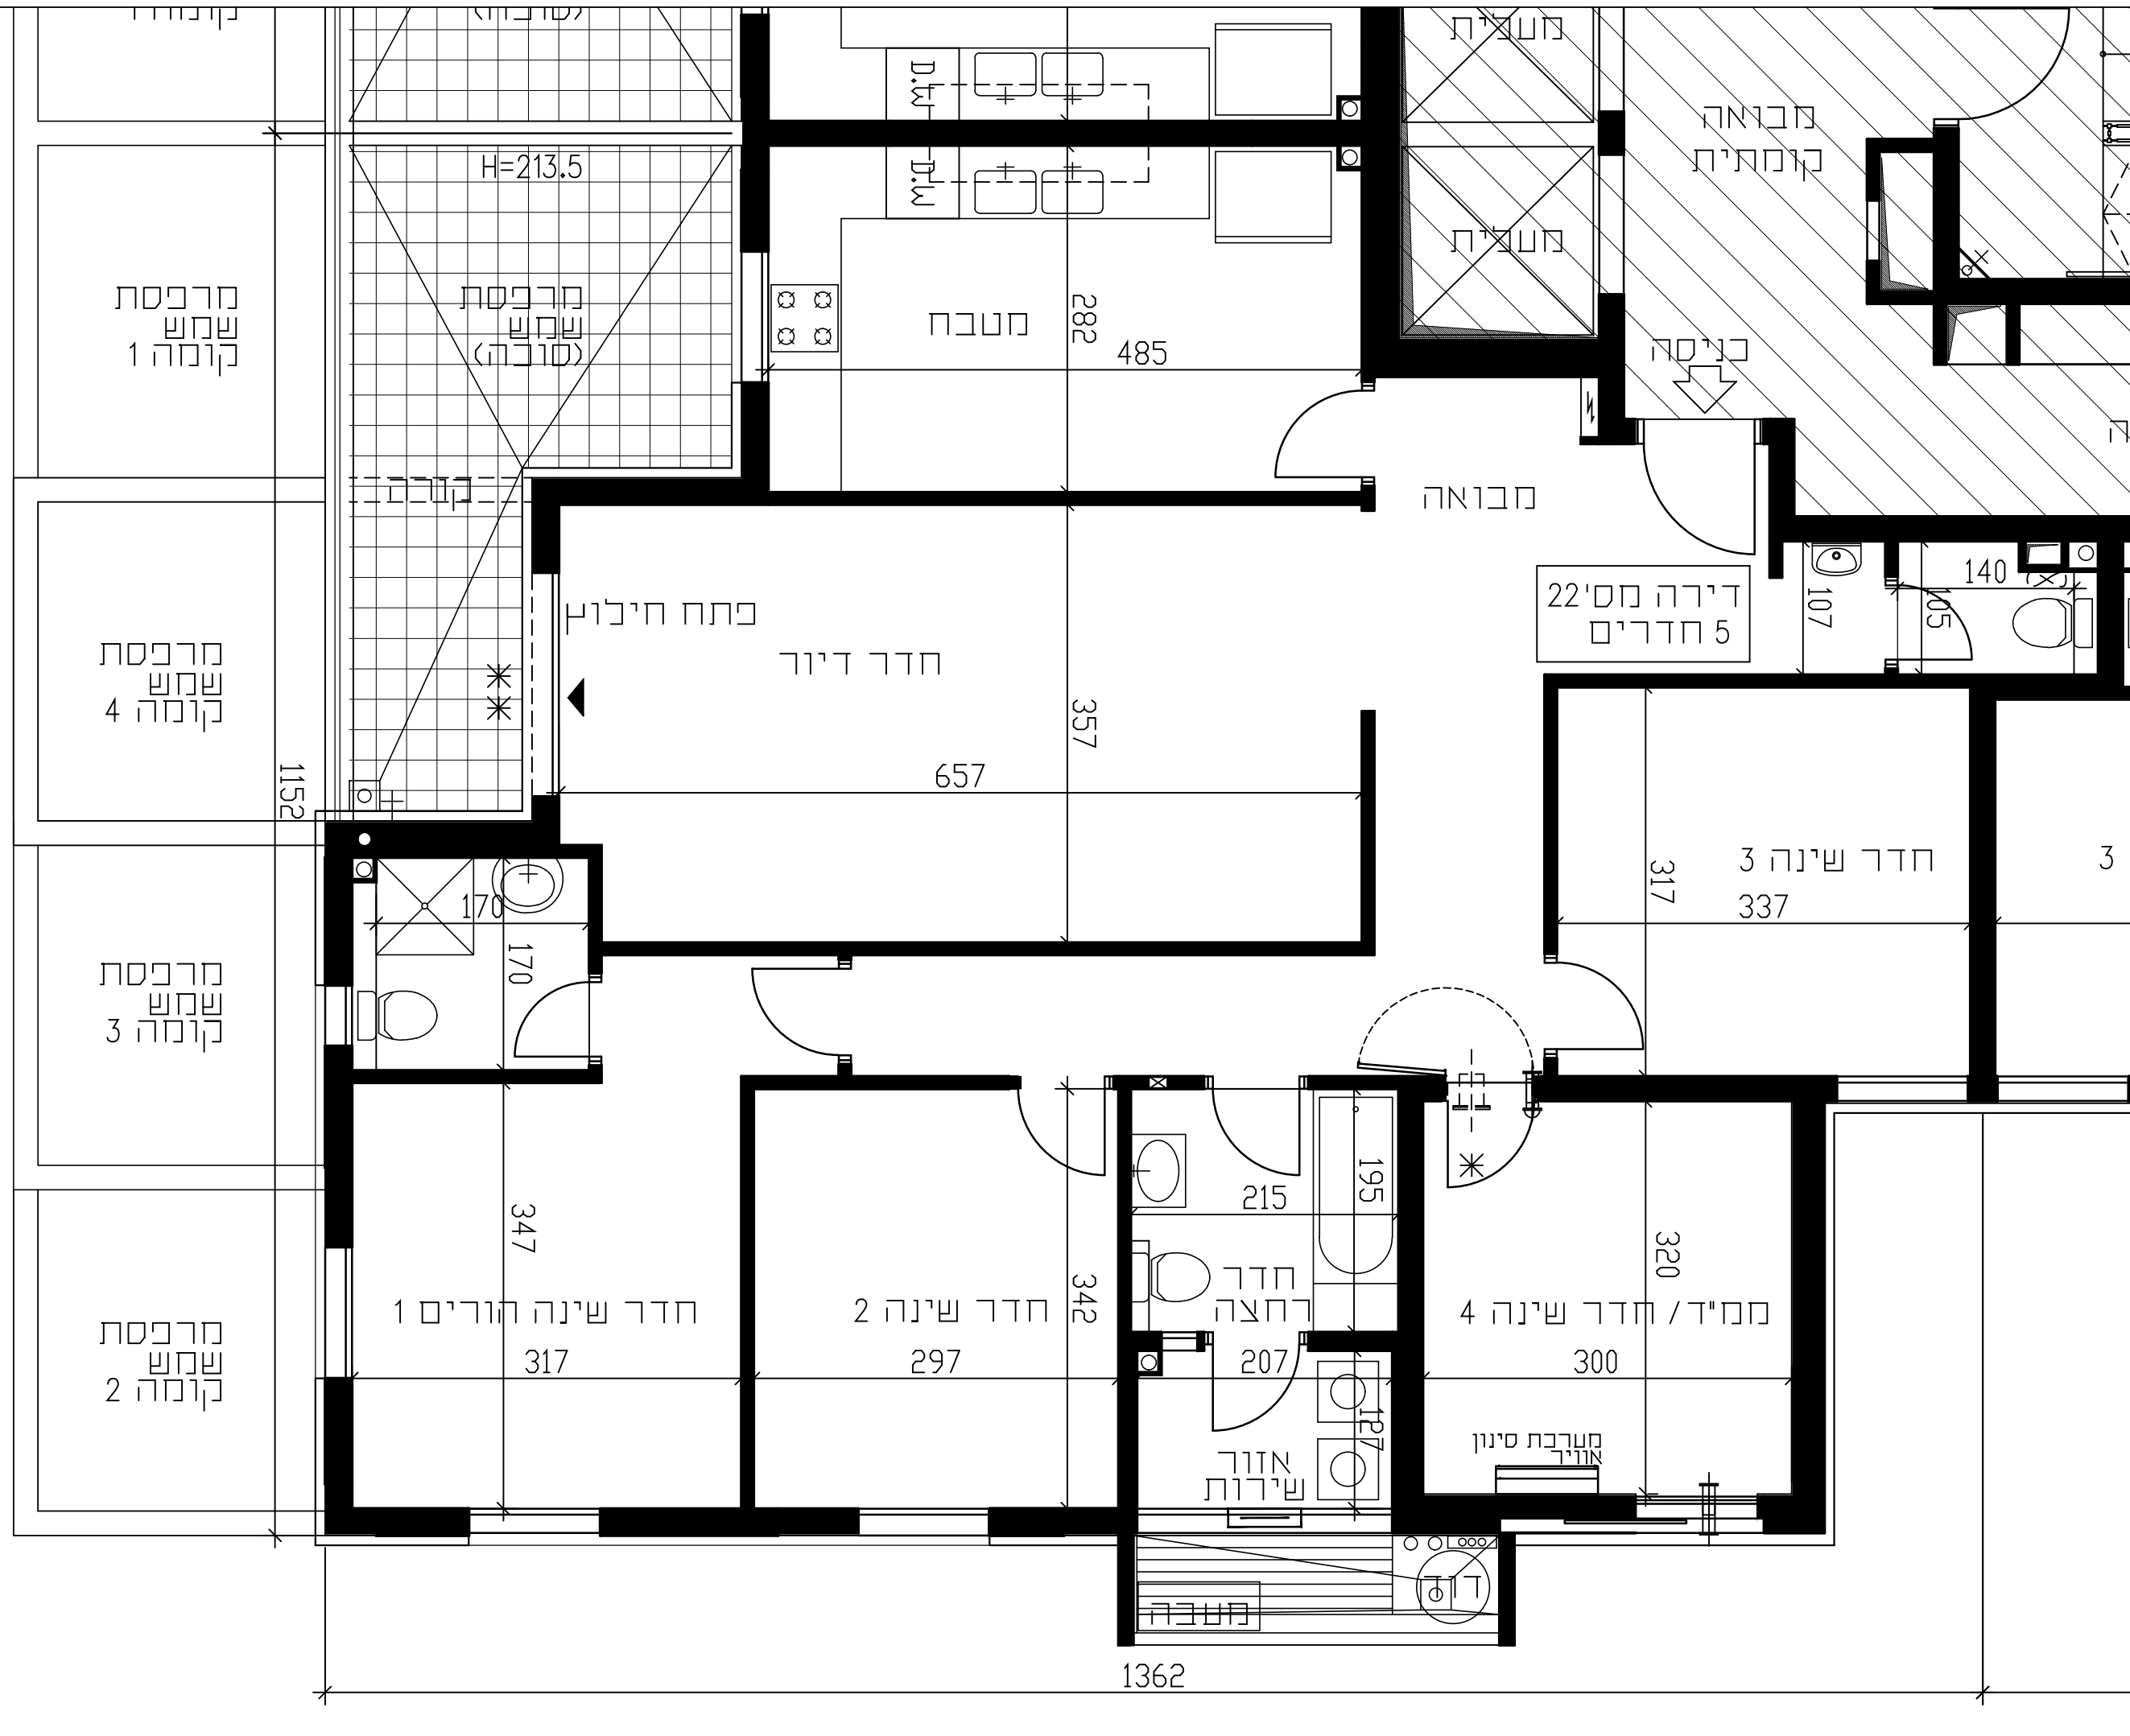 מעלית
מבואה
קומתית
D.W
D.W
H=213.5
מעלית
מרפסת
שמש
קומה 1
מרפסת
שמש
(סוכה)
מטבח
282
485
כניסה
קורה
מבואה
פתח חילוץ
דירה מס' 22
5 חדרים
107
105
140
חדר דיור
357
657
מרפסת
שמש
קומה 4
1152
חדר שינה 3
317
337
3
170
170
מרפסת
שמש
קומה 3
347
342
195
215
320
חדר
רחצה
חדר שינה הורים 1
חדר שינה 2
ממ"ד / חדר שינה 4
317
297
207
300
מרפסת
שמש
קומה 2
127
מערכת סינון
אוויר
אזור
שירות
דוד
מעבה
1362